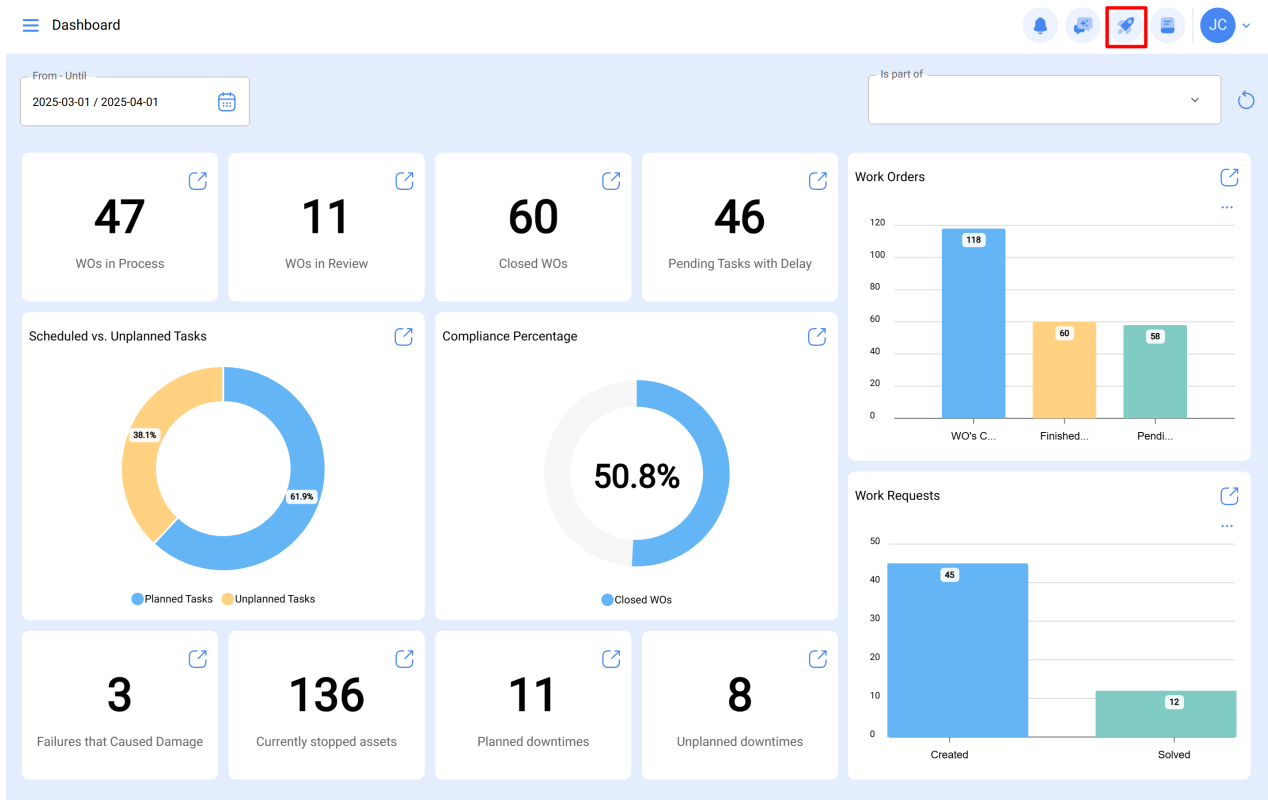 Dashboard
JC
From - Until
2025-03-01 / 2025-04-01
Is part of
47
WOs in Process
11
WOs in Review
60
Closed WOs
46
Pending Tasks with Delay
Work Orders
...
120
100
80
60
40
20
0
118
60
58
WO's C...
Finished...
Pendi...
Scheduled vs. Unplanned Tasks
38.1%
61.9%
Planned Tasks
Unplanned Tasks
Compliance Percentage
50.8%
Closed WOs
Work Requests
...
50
40
30
20
10
0
45
12
Created
Solved
3
Failures that Caused Damage
136
Currently stopped assets
11
Planned downtimes
8
Unplanned downtimes